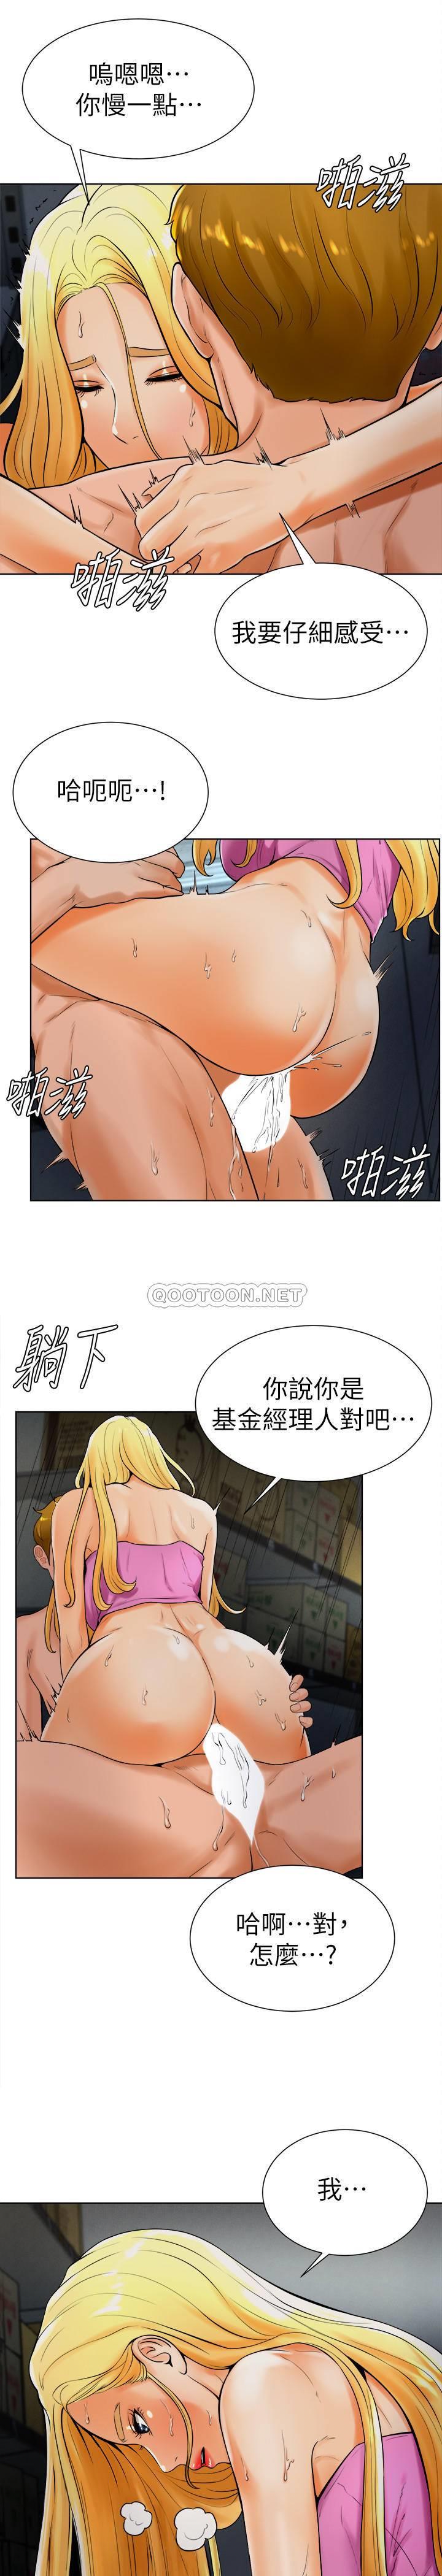 嗚嗯嗯⋯
你慢一點⋯
啪滋
啪滋
我要仔細感受⋯
哈呃呃⋯!
啪滋
啪滋
QOOTOON.NET
躺下
你說你是
基金經理人對吧⋯
哈啊⋯對，
怎麼⋯?
我⋯